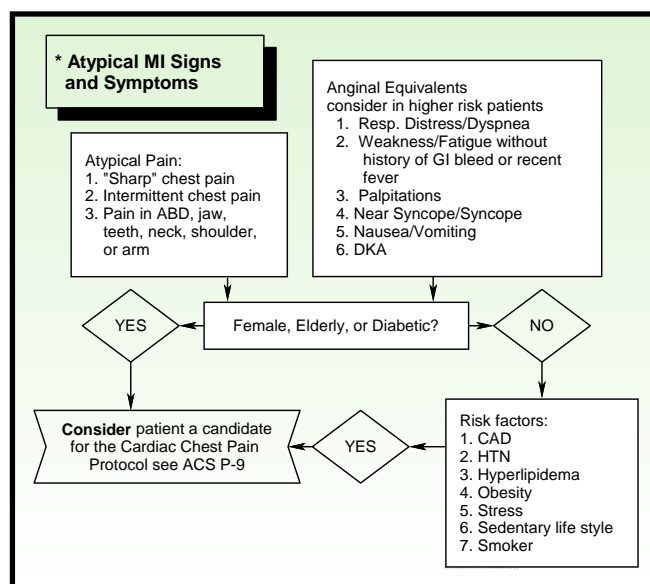 * Atypical MI Signs
and Symptoms
Atypical Pain:
1. "Sharp" chest pain
2. Intermittent chest pain
3. Pain in ABD, jaw,
teeth, neck, shoulder,
or arm
Anginal Equivalents
consider in higher risk patients
1. Resp. Distress/Dyspnea
2. Weakness/Fatigue without
history of GI bleed or recent
fever
3. Palpitations
4. Near Syncope/Syncope
5. Nausea/Vomiting
6. DKA
YES
Female, Elderly, or Diabetic?
NO
Consider patient a candidate
for the Cardiac Chest Pain
Protocol see ACS P-9
YES
Risk factors:
1. CAD
2. HTN
3. Hyperlipidema
4. Obesity
5. Stress
6. Sedentary life style
7. Smoker